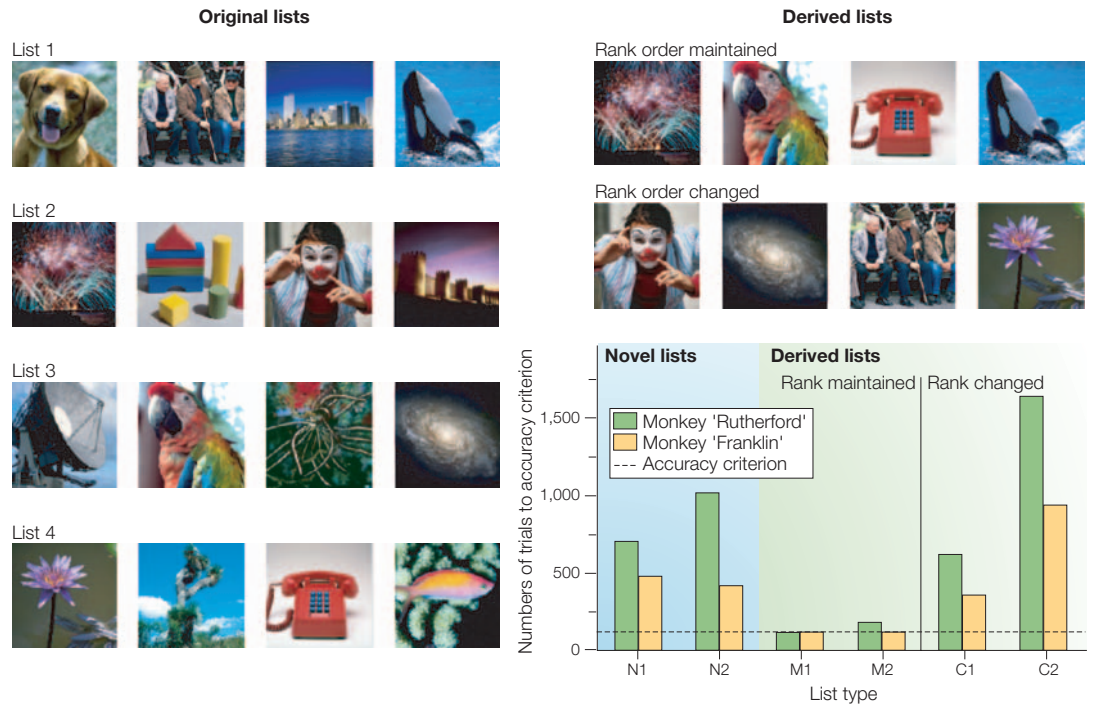 Original lists
List 1
List 2
List 3
List 4
Derived lists
Rank order maintained
Rank order changed
Numbers of trials to accuracy criterion
Novel lists
Derived lists
Rank maintained
Rank changed
Monkey 'Rutherford'
Monkey 'Franklin'
Accuracy criterion
1,500
1,000
500
0
N1 N2 M1 M2 C1 C2
List type